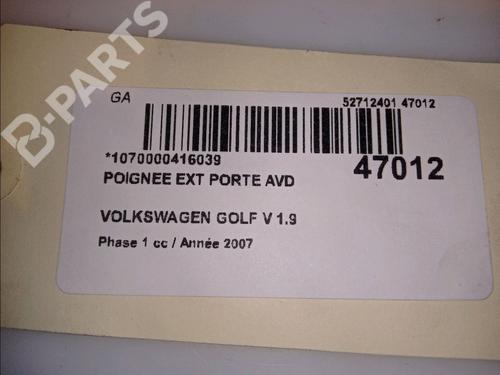 B-PARTS
GA
52712401 47012
*1070000416039
47012
POIGNEE EXT PORTE AVD
VOLKSWAGEN GOLF V 1.9
Phase 1 cc / Année 2007